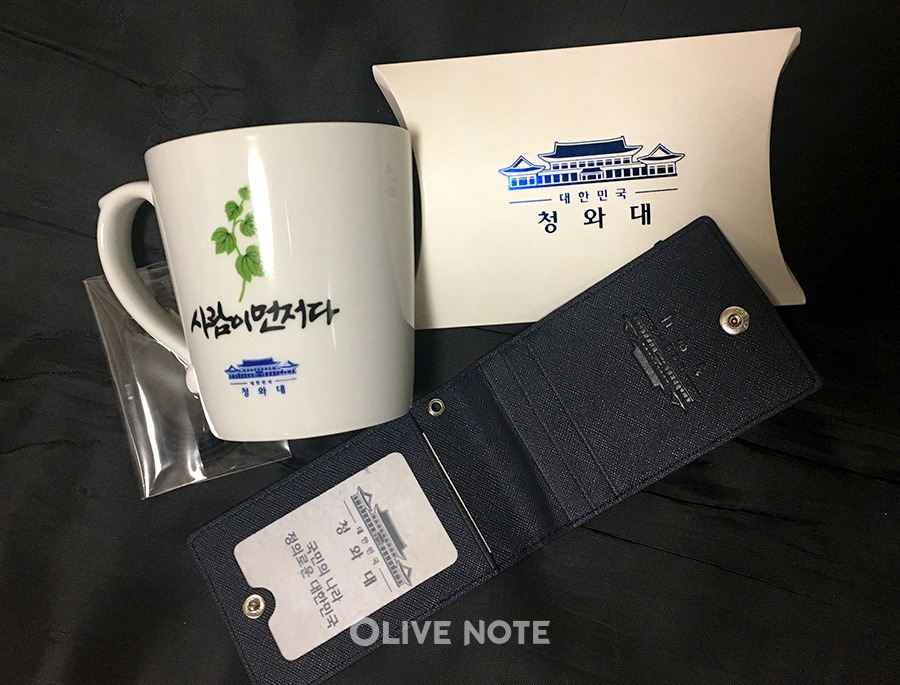 사람이먼저다
대한민국
청와대
대한민국
청와대
대한민국
청와대
국민의 나라
정의로운 대한민국
OLIVE NOTE